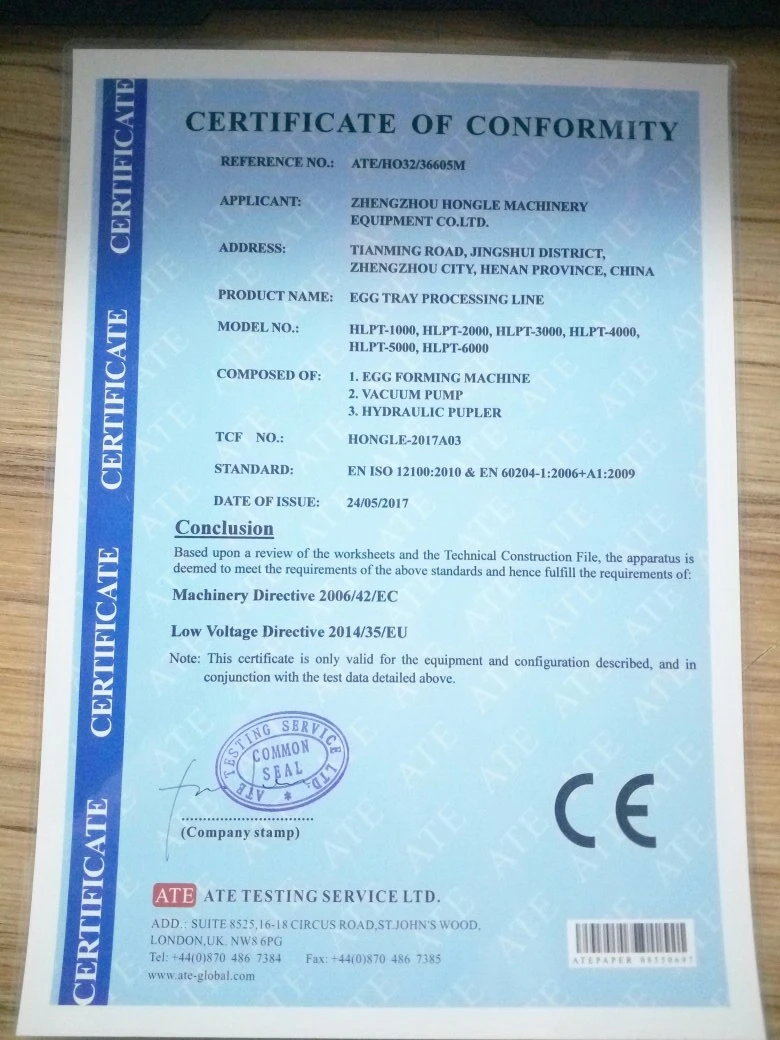 CERTIFICATE OF CONFORMITY
REFERENCE NO.: ATE/HO32/36605M
APPLICANT: ZHENGZHOU HONGLE MACHINERY
EQUIPMENT CO.LTD.
ADDRESS: TIANMING ROAD, JINGSHUI DISTRICT,
ZHENGZHOU CITY, HENAN PROVINCE, CHINA
PRODUCT NAME: EGG TRAY PROCESSING LINE
MODEL NO.: HLPT-1000, HLPT-2000, HLPT-3000, HLPT-4000,
HLPT-5000, HLPT-6000
COMPOSED OF: 1. EGG FORMING MACHINE
2. VACUUM PUMP
3. HYDRAULIC PUPLER
TCF NO.: HONGLE-2017A03
STANDARD: EN ISO 12100:2010 & EN 60204-1:2006+A1:2009
DATE OF ISSUE: 24/05/2017
Conclusion
Based upon a review of the worksheets and the Technical Construction File, the apparatus is
deemed to meet the requirements of the above standards and hence fulfill the requirements of:
Machinery Directive 2006/42/EC
Low Voltage Directive 2014/35/EU
Note: This certificate is only valid for the equipment and configuration described, and in
conjunction with the test data detailed above.
ATE TESTING SERVICE LTD.
COMMON
SEAL
(Company stamp)
CE
ATE ATE TESTING SERVICE LTD.
ADD.: SUITE 8525,16-18 CIRCUS ROAD,ST.JOHN'S WOOD,
LONDON,UK. NW8 6PG
Tel: +44(0)870 486 7384 Fax: +44(0)870 486 7385
www.ate-global.com
ATEPAPER
CERTIFICATE
CERTIFICATE
CERTIFICATE
CERTIFICATE